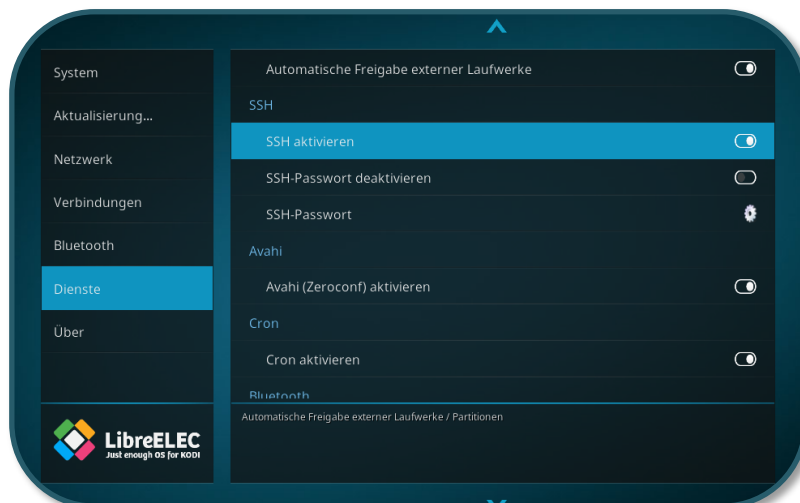 System
Aktualisierung...
Netzwerk
Verbindungen
Bluetooth
Dienste
Über
Automatische Freigabe externer Laufwerke
SSH
SSH aktivieren
SSH-Passwort deaktivieren
SSH-Passwort
Avahi
Avahi (Zeroconf) aktivieren
Cron
Cron aktivieren
Bluetooth
LibreELEC
Just enough OS for KODI
Automatische Freigabe externer Laufwerke / Partitionen